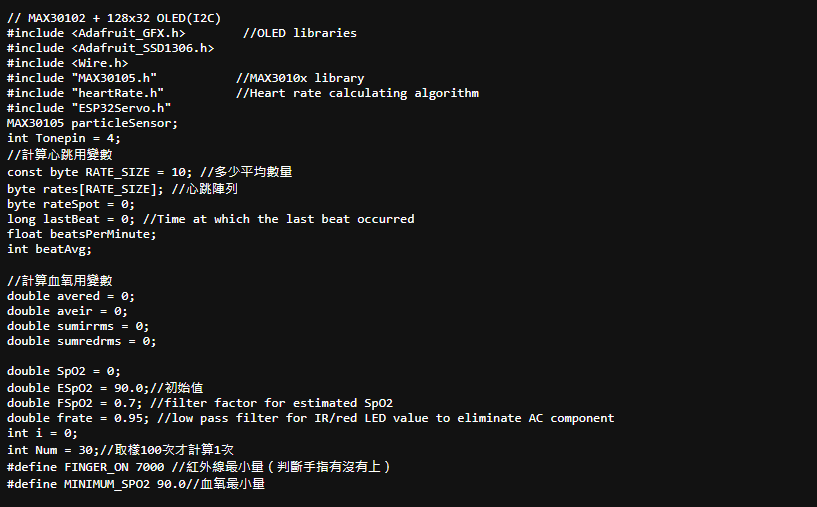 // MAX30102 + 128x32 OLED(I2C)
#include <Adafruit_GFX.h>        //OLED libraries
#include <Adafruit_SSD1306.h>
#include <Wire.h>
#include "MAX30105.h"           //MAX3010x library
#include "heartRate.h"          //Heart rate calculating algorithm
#include "ESP32Servo.h"
MAX30105 particleSensor;
int Tonepin = 4;
//計算心跳用變數
const byte RATE_SIZE = 10; //多少平均數量
byte rates[RATE_SIZE]; //心跳陣列
byte rateSpot = 0;
long lastBeat = 0; //Time at which the last beat occurred
float beatsPerMinute;
int beatAvg;

//計算血氧用變數
double avered = 0;
double aveir = 0;
double sumirrms = 0;
double sumredrms = 0;

double SpO2 = 0;
double ESpO2 = 90.0;//初始值
double FSpO2 = 0.7; //filter factor for estimated SpO2
double frate = 0.95; //low pass filter for IR/red LED value to eliminate AC component
int i = 0;
int Num = 30;//取樣100次才計算1次
#define FINGER_ON 7000 //紅外線最小量（判斷手指有沒有上）
#define MINIMUM_SPO2 90.0//血氧最小量